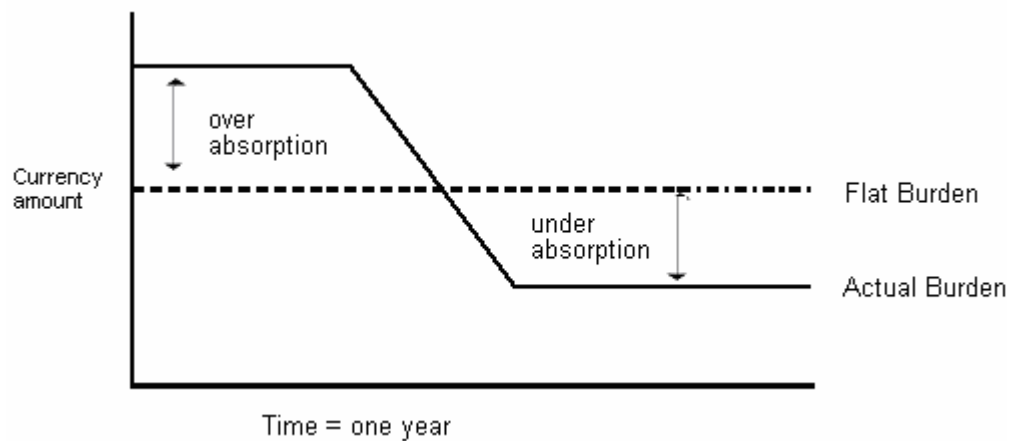 over
absorption
Currency
amount
Flat Burden
under
absorption
Actual Burden
Time = one year